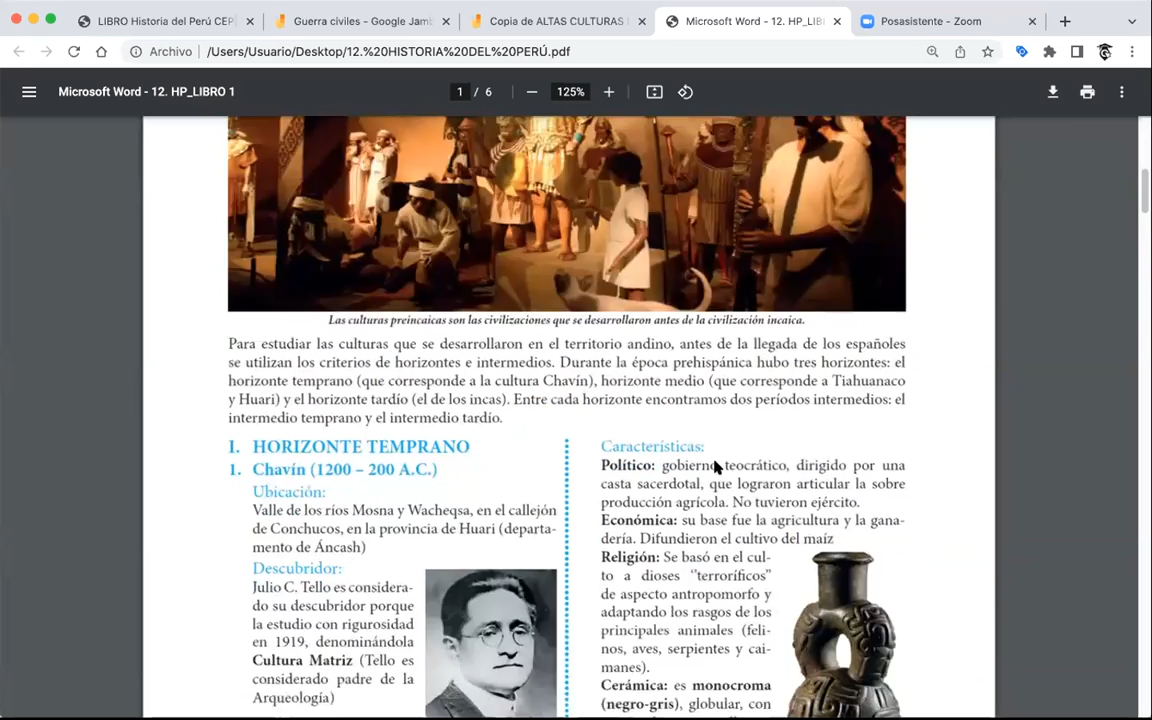 LIBRO Historia del Perú CEP
Guerra civiles - Google Jamb
Copia de ALTAS CULTURAS
Microsoft Word - 12. HP_LIBI
Posasistente - Zoom
Archivo
/Users/Usuario/Desktop/12.%20HISTORIA%20DEL%20PERÚ.pdf
Microsoft Word - 12. HP_LIBRO 1
1 / 6
125%
Las culturas preincaicas son las civilizaciones que se desarrollaron antes de la civilización incaica.
Para estudiar las culturas que se desarrollaron en el territorio andino, antes de la llegada de los españoles
se utilizan los criterios de horizontes e intermedios. Durante la época prehispánica hubo tres horizontes: el
horizonte temprano (que corresponde a la cultura Chavín), horizonte medio (que corresponde a Tiahuanaco
y Huari) y el horizonte tardío (el de los incas). Entre cada horizonte encontramos dos períodos intermedios: el
intermedio temprano y el intermedio tardío.
I. HORIZONTE TEMPRANO
1. Chavín (1200 – 200 A.C.)
Ubicación:
Valle de los ríos Mosna y Wacheqsa, en el callejón
de Conchucos, en la provincia de Huari (departa-
mento de Áncash)
Descubridor:
Julio C. Tello es considera-
do su descubridor porque
la estudio con rigurosidad
en 1919, denominándola
Cultura Matriz (Tello es
considerado padre de la
Arqueología)
Características:
Político: gobierno teocrático, dirigido por una
casta sacerdotal, que lograron articular la sobre
producción agrícola. No tuvieron ejército.
Económica: su base fue la agricultura y la gana-
dería. Difundieron el cultivo del maíz
Religión: Se basó en el cul-
to a dioses "terroríficos"
de aspecto antropomorfo y
adaptando los rasgos de los
principales animales (feli-
nos, aves, serpientes y cai-
manes).
Cerámica: es monocroma
(negro-gris), globular, con